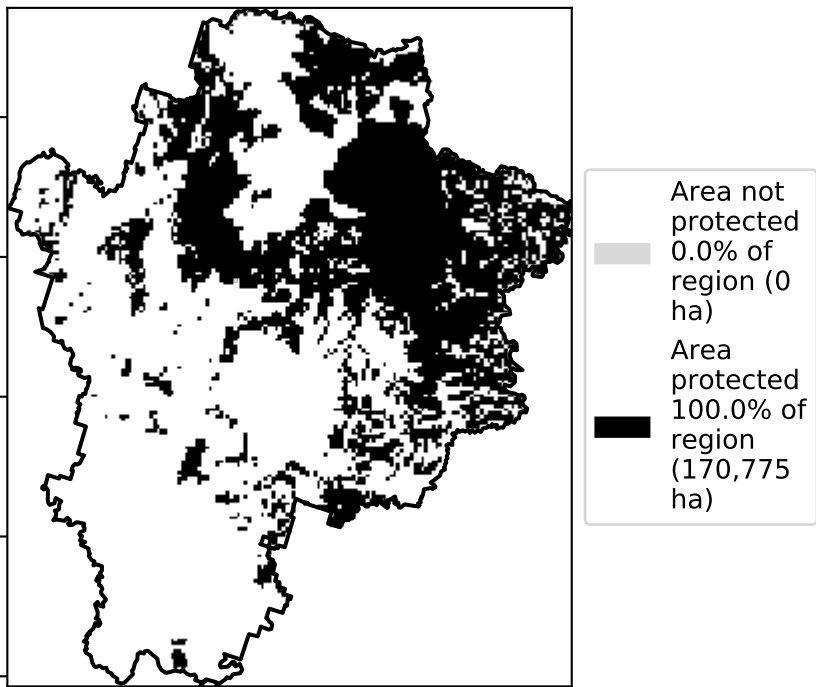 Area not
protected
0.0% of
region (0
ha)
Area
protected
100.0% of
region
(170,775
ha)